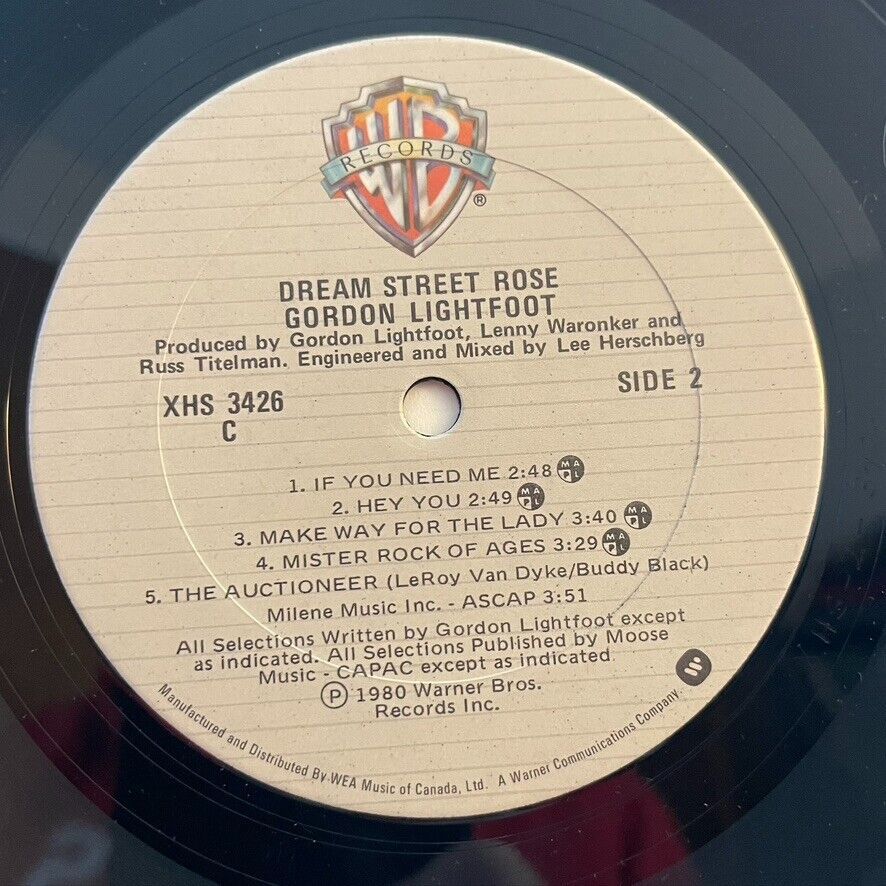 WB
RECORDS
®
DREAM STREET ROSE
GORDON LIGHTFOOT
Produced by Gordon Lightfoot, Lenny Waronker and
Russ Titelman. Engineered and Mixed by Lee Herschberg
XHS 3426
C
SIDE 2
1. IF YOU NEED ME 2:48 MAPL
2. HEY YOU 2:49 MAPL
3. MAKE WAY FOR THE LADY 3:40 MAPL
4. MISTER ROCK OF AGES 3:29 MAPL
5. THE AUCTIONEER (LeRoy Van Dyke/Buddy Black)
Milene Music Inc. - ASCAP 3:51
All Selections Written by Gordon Lightfoot except
as indicated. All Selections Published by Moose
Music - CAPAC except as indicated
Ⓟ 1980 Warner Bros.
Records Inc.
Manufactured and Distributed By WEA Music of Canada, Ltd. A Warner Communications Company